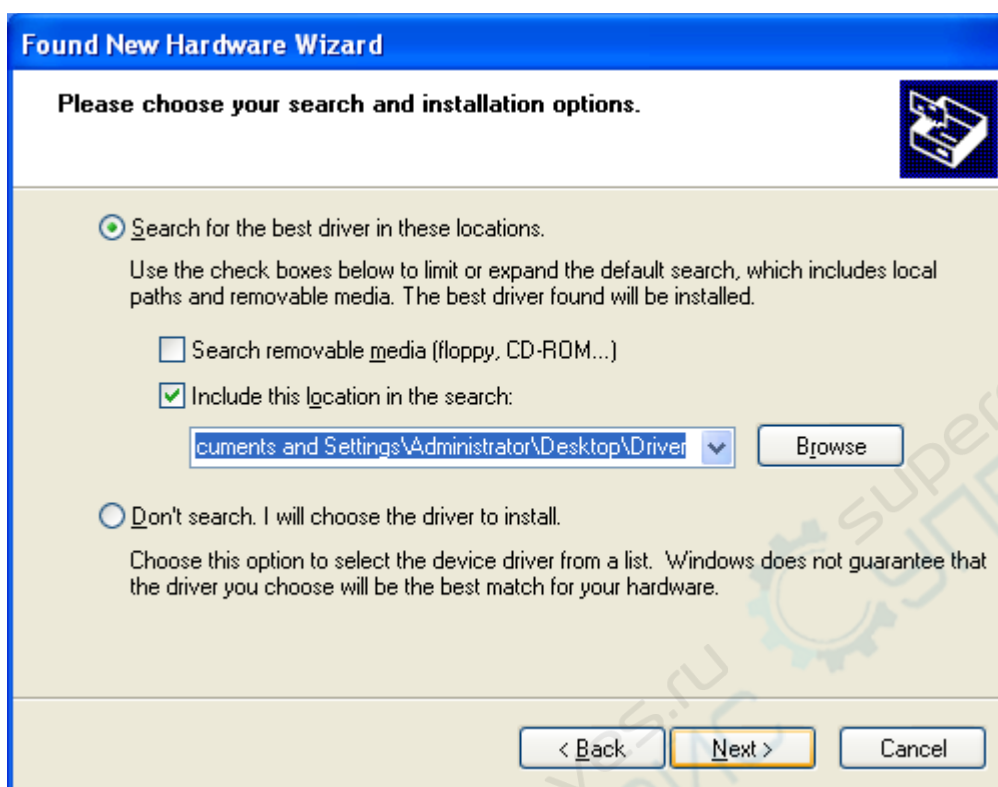 Found New Hardware Wizard
Please choose your search and installation options.
Search for the best driver in these locations.
Use the check boxes below to limit or expand the default search, which includes local
paths and removable media. The best driver found will be installed.
Search removable media (floppy, CD-ROM...)
Include this location in the search:
cuments and Settings\Administrator\Desktop\Driver
Browse
Don't search. I will choose the driver to install.
Choose this option to select the device driver from a list. Windows does not guarantee that
the driver you choose will be the best match for your hardware.
< Back
Next >
Cancel